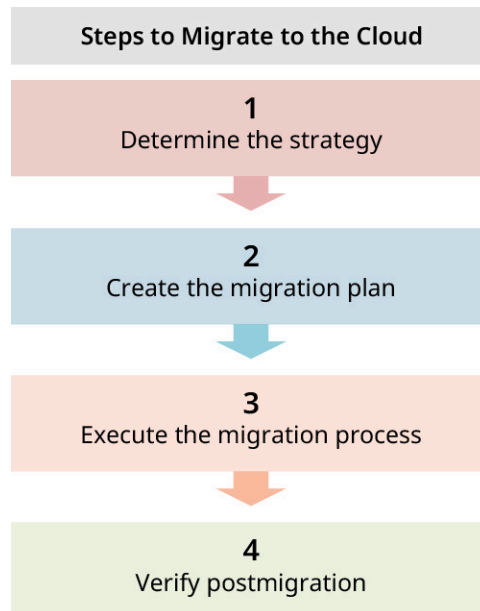 Steps to Migrate to the Cloud
1
Determine the strategy
2
Create the migration plan
3
Execute the migration process
4
Verify postmigration